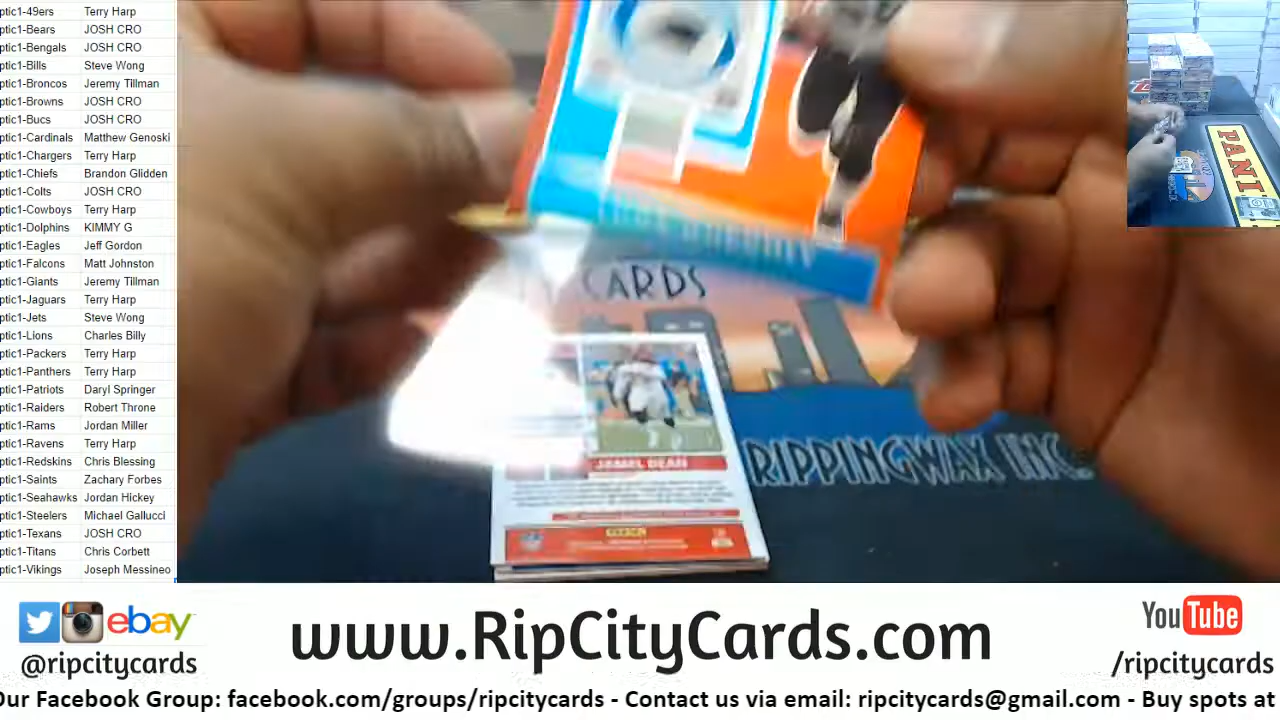 ptic1-49ers Terry Harp
ptic1-Bears JOSH CRO
ptic1-Bengals JOSH CRO
ptic1-Bills Steve Wong
ptic1-Broncos Jeremy Tillman
ptic1-Browns JOSH CRO
ptic1-Bucs JOSH CRO
ptic1-Cardinals Matthew Genoski
ptic1-Chargers Terry Harp
ptic1-Chiefs Brandon Glidden
ptic1-Colts JOSH CRO
ptic1-Cowboys Terry Harp
ptic1-Dolphins KIMMY G
ptic1-Eagles Jeff Gordon
ptic1-Falcons Matt Johnston
ptic1-Giants Jeremy Tillman
ptic1-Jaguars Terry Harp
ptic1-Jets Steve Wong
ptic1-Lions Charles Billy
ptic1-Packers Terry Harp
ptic1-Panthers Terry Harp
ptic1-Patriots Daryl Springer
ptic1-Raiders Robert Throne
ptic1-Rams Jordan Miller
ptic1-Ravens Terry Harp
ptic1-Redskins Chris Blessing
ptic1-Saints Zachary Forbes
ptic1-Seahawks Jordan Hickey
ptic1-Steelers Michael Gallucci
ptic1-Texans JOSH CRO
ptic1-Titans Chris Corbett
ptic1-Vikings Joseph Messineo
CARDS
RIPPINGWAX INC.
JAMEL DEAN
PANI
ebay
@ripcitycards
www.RipCityCards.com
YouTube
/ripcitycards
Our Facebook Group: facebook.com/groups/ripcitycards - Contact us via email: ripcitycards@gmail.com - Buy spots at